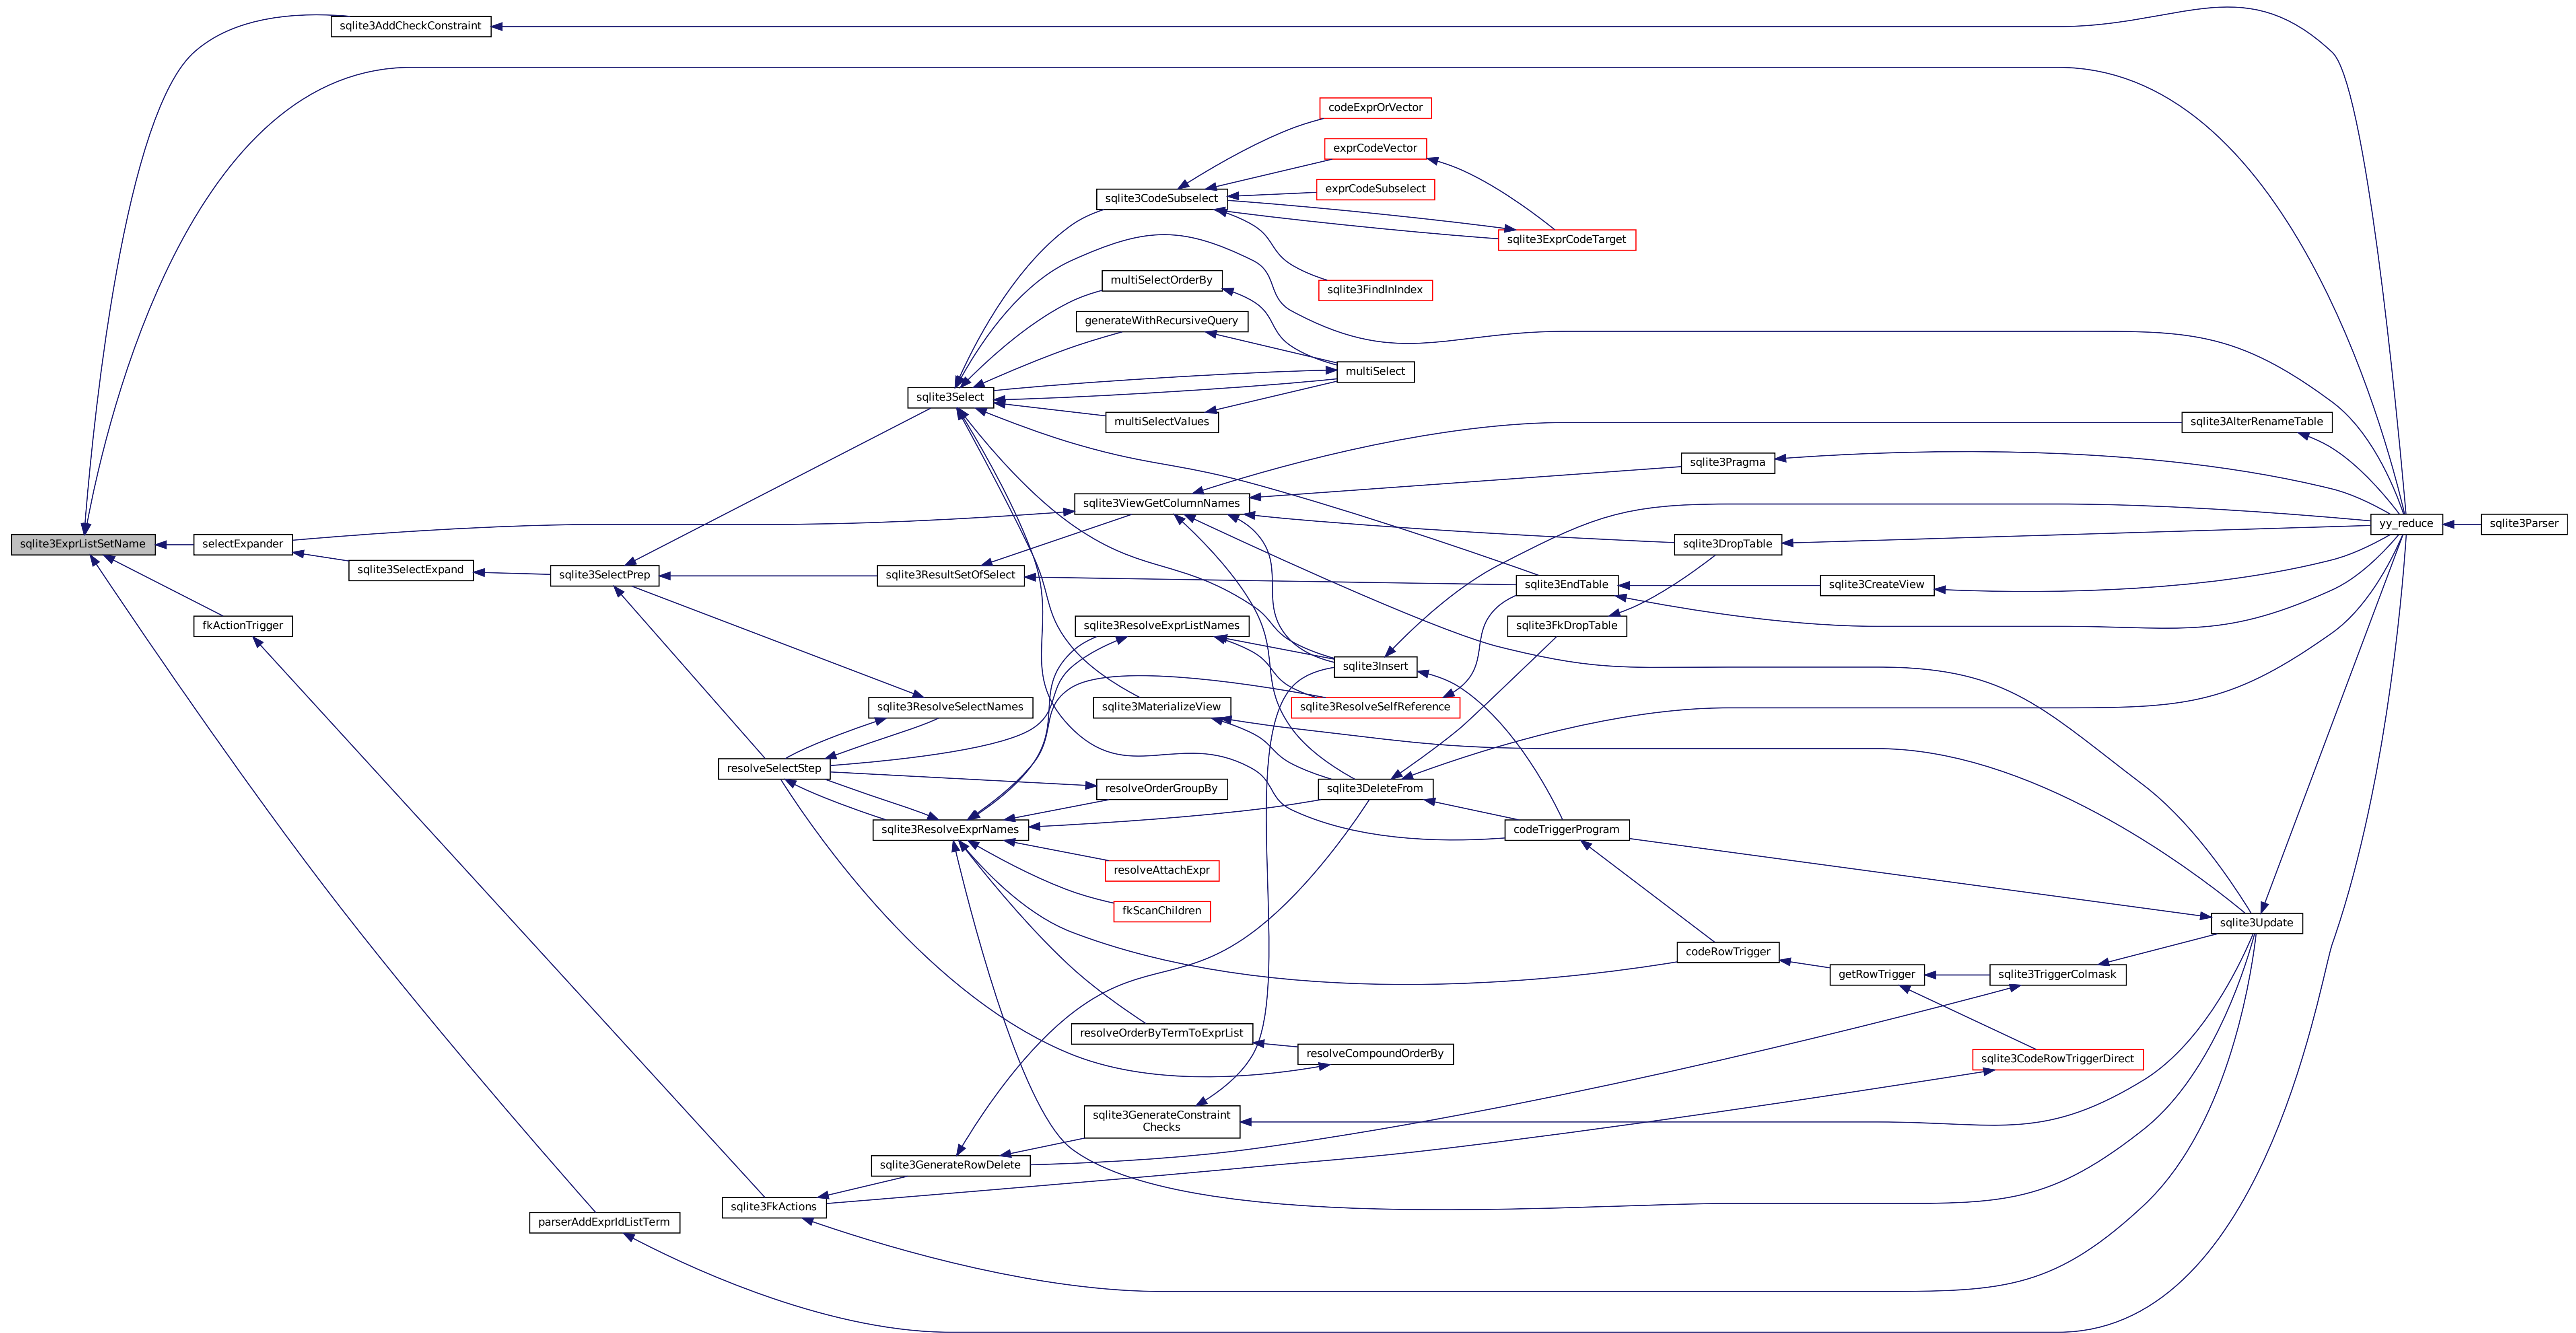 sqlite3AddCheckConstraint
codeExprOrVector
exprCodeVector
exprCodeSubselect
sqlite3CodeSubselect
sqlite3ExprCodeTarget
multiSelectOrderBy
sqlite3FindInIndex
generateWithRecursiveQuery
multiSelect
sqlite3Select
multiSelectValues
sqlite3AlterRenameTable
sqlite3Pragma
sqlite3ViewGetColumnNames
yy_reduce
sqlite3Parser
sqlite3ExprListSetName
selectExpander
sqlite3DropTable
sqlite3SelectExpand
sqlite3SelectPrep
sqlite3ResultSetOfSelect
sqlite3EndTable
sqlite3CreateView
fkActionTrigger
sqlite3ResolveExprListNames
sqlite3FkDropTable
sqlite3Insert
sqlite3ResolveSelectNames
sqlite3MaterializeView
sqlite3ResolveSelfReference
resolveSelectStep
resolveOrderGroupBy
sqlite3DeleteFrom
sqlite3ResolveExprNames
codeTriggerProgram
resolveAttachExpr
fkScanChildren
sqlite3Update
codeRowTrigger
getRowTrigger
sqlite3TriggerColmask
resolveOrderByTermToExprList
resolveCompoundOrderBy
sqlite3CodeRowTriggerDirect
sqlite3GenerateConstraint
Checks
sqlite3GenerateRowDelete
sqlite3FkActions
parserAddExprIdListTerm